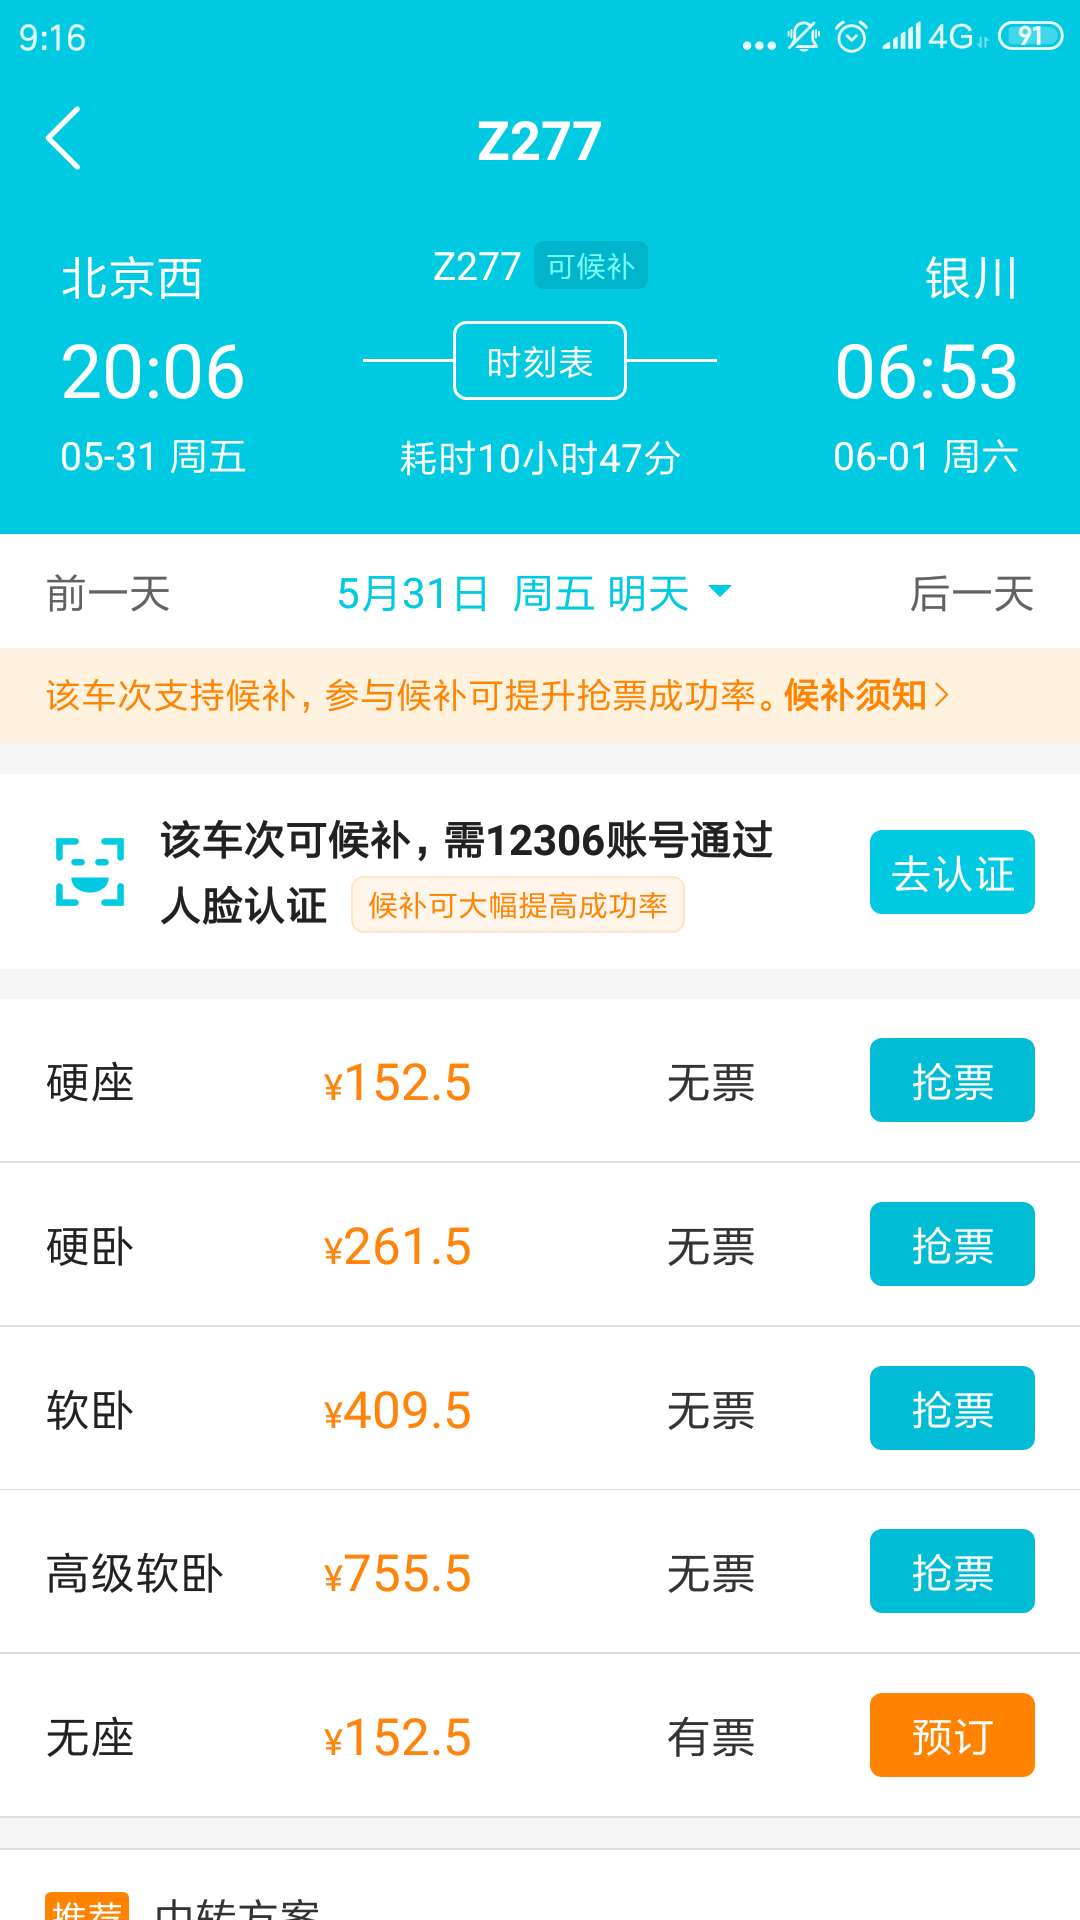 9:16
4G
91
Z277
北京西
Z277 可候补
银川
20:06
时刻表
06:53
05-31 周五
耗时10小时47分
06-01 周六
前一天
5月31日 周五 明天
后一天
该车次支持候补，参与候补可提升抢票成功率。候补须知
该车次可候补，需12306账号通过
人脸认证 候补可大幅提高成功率
去认证
硬座 ¥152.5 无票 抢票
硬卧 ¥261.5 无票 抢票
软卧 ¥409.5 无票 抢票
高级软卧 ¥755.5 无票 抢票
无座 ¥152.5 有票 预订
推荐 中转方案